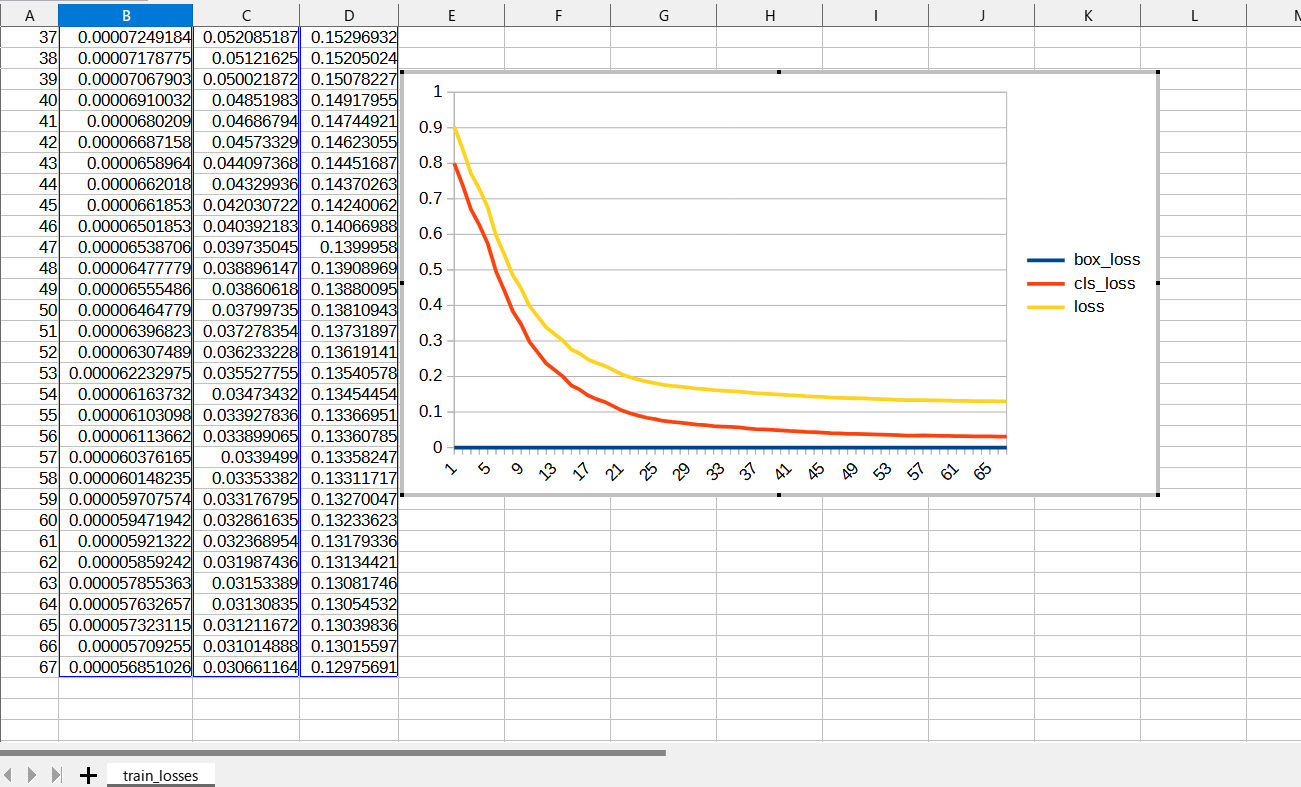 A B C D E F G H I J K L
37 0.00007249184 0.052085187 0.15296932
38 0.00007178775 0.05121625 0.15205024
39 0.00007067903 0.050021872 0.15078227
40 0.00006910032 0.04851983 0.14917955
41 0.0000680209 0.04686794 0.14744921
42 0.00006687158 0.04573329 0.14623055
43 0.0000658964 0.044097368 0.14451687
44 0.0000662018 0.04329936 0.14370263
45 0.0000661853 0.042030722 0.14240062
46 0.00006501853 0.040392183 0.14066988
47 0.00006538706 0.039735045 0.1399958
48 0.00006477779 0.038896147 0.13908969
49 0.00006555486 0.03860618 0.13880095
50 0.00006464779 0.03799735 0.13810943
51 0.00006396823 0.037278354 0.13731897
52 0.00006307489 0.036233228 0.13619141
53 0.000062232975 0.035527755 0.13540578
54 0.00006163732 0.03473432 0.13454454
55 0.00006103098 0.033927836 0.13366951
56 0.00006113662 0.033899065 0.13360785
57 0.000060376165 0.0339499 0.13358247
58 0.000060148235 0.03353382 0.13311717
59 0.000059707574 0.033176795 0.13270047
60 0.000059471942 0.032861635 0.13233623
61 0.00005921322 0.032368954 0.13179336
62 0.00005859242 0.031987436 0.13134421
63 0.000057855363 0.03153389 0.13081746
64 0.000057632657 0.03130835 0.13054532
65 0.000057323115 0.031211672 0.13039836
66 0.00005709255 0.031014888 0.13015597
67 0.000056851026 0.030661164 0.12975691
1
0.9
0.8
0.7
0.6
0.5
0.4
0.3
0.2
0.1
0
1 5 9 13 17 21 25 29 33 37 41 45 49 53 57 61 65
box_loss
cls_loss
loss
train_losses